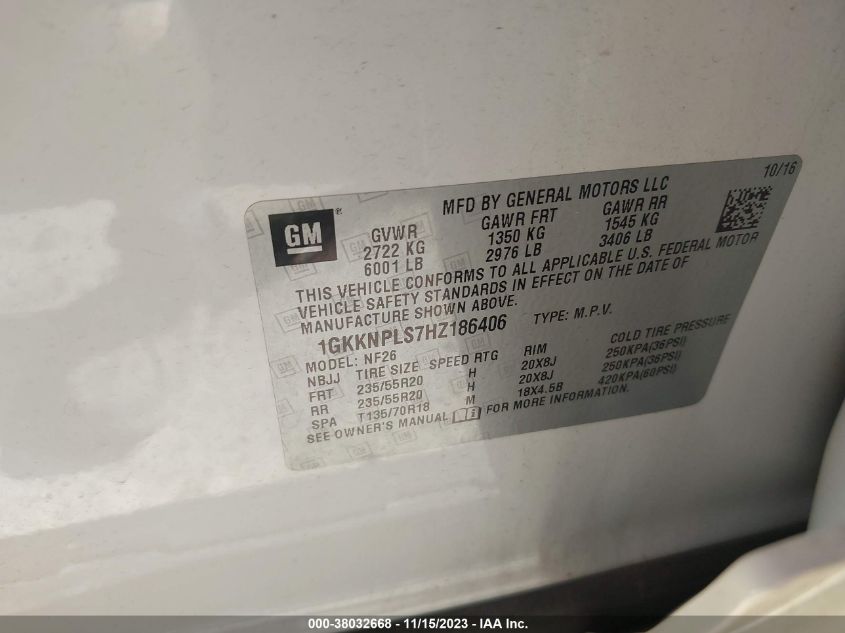 10/16
GM®
MFD BY GENERAL MOTORS LLC
GVWR GAWR FRT GAWR RR
2722 KG 1350 KG 1545 KG
6001 LB 2976 LB 3406 LB
THIS VEHICLE CONFORMS TO ALL APPLICABLE U.S. FEDERAL MOTOR
VEHICLE SAFETY STANDARDS IN EFFECT ON THE DATE OF
MANUFACTURE SHOWN ABOVE.
1GKKNPLS7HZ186406 TYPE: M.P.V.
MODEL: NF26
NBJJ TIRE SIZE SPEED RTG RIM COLD TIRE PRESSURE
FRT 235/55R20 H 20X8J 250KPA(36PSI)
RR 235/55R20 H 20X8J 250KPA(36PSI)
SPA T135/70R18 M 18X4.5B 420KPA(60PSI)
SEE OWNER'S MANUAL FOR MORE INFORMATION.
000-38032668 - 11/15/2023 - IAA Inc.